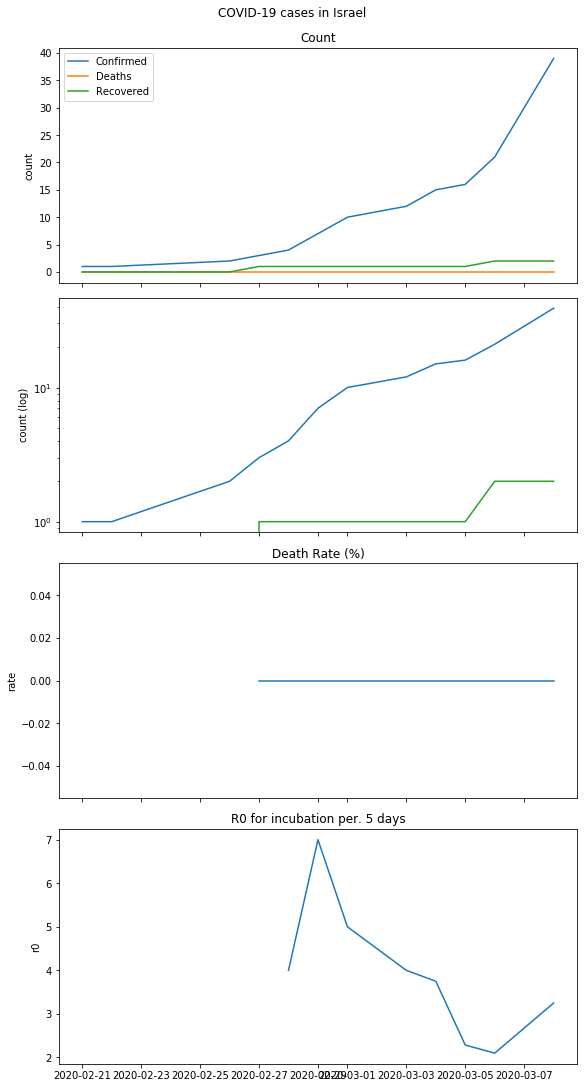 COVID-19 cases in Israel
Count
40
35
30
25
20
15
10
5
0
count
Confirmed
Deaths
Recovered
10¹
10⁰
count (log)
Death Rate (%)
0.04
0.02
0.00
−0.02
−0.04
rate
R0 for incubation per. 5 days
7
6
5
4
3
2
r0
2020-02-21 2020-02-23 2020-02-25 2020-02-27 2020-02-29 2020-03-01 2020-03-03 2020-03-05 2020-03-07